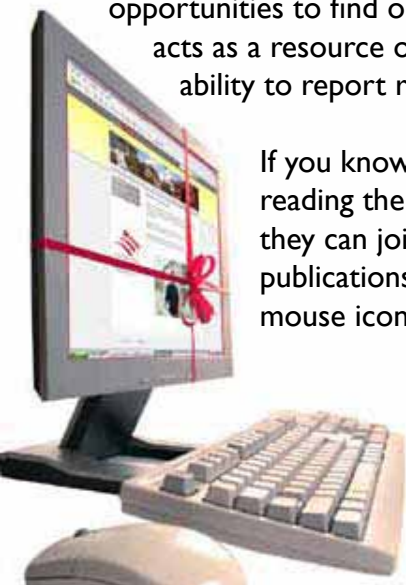 opportunities to find o
acts as a resource
ability to report
If you know
reading the
they can joi
publications
mouse icon